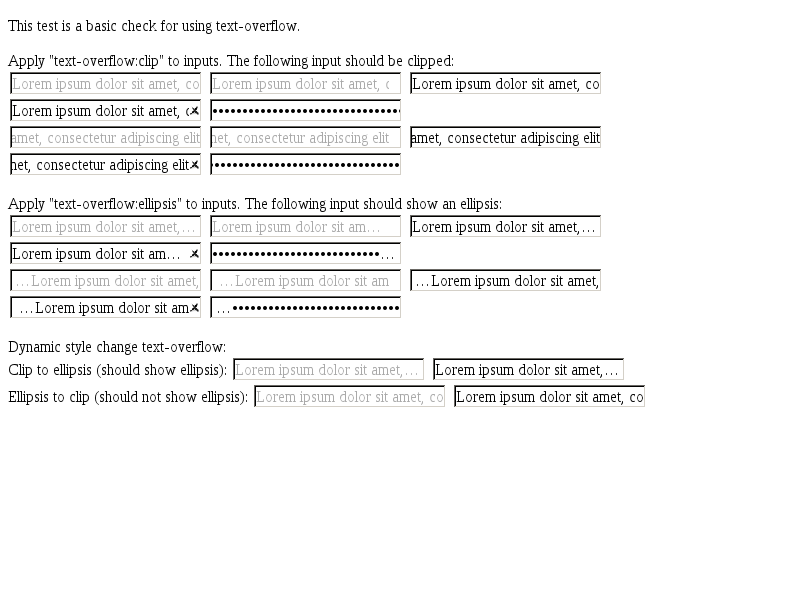 This test is a basic check for using text-overflow.
Apply "text-overflow:clip" to inputs. The following input should be clipped:
Lorem ipsum dolor sit amet, co Lorem ipsum dolor sit amet, Lorem ipsum dolor sit amet, co
Lorem ipsum dolor sit amet, ••••••••••••••••••••••••••••••••
amet, consectetur adipiscing elit consectetur adipiscing elit amet, consectetur adipiscing elit
consectetur adipiscing elit ••••••••••••••••••••••••••••••••
Apply "text-overflow:ellipsis" to inputs. The following input should show an ellipsis:
Lorem ipsum dolor sit amet,… Lorem ipsum dolor sit am… Lorem ipsum dolor sit amet,…
Lorem ipsum dolor sit am… ••••••••••••••••••••••••••••…
…Lorem ipsum dolor sit amet, …Lorem ipsum dolor sit am …Lorem ipsum dolor sit amet,
…Lorem ipsum dolor sit am …••••••••••••••••••••••••••••
Dynamic style change text-overflow:
Clip to ellipsis (should show ellipsis): Lorem ipsum dolor sit amet,… Lorem ipsum dolor sit amet,…
Ellipsis to clip (should not show ellipsis): Lorem ipsum dolor sit amet, co Lorem ipsum dolor sit amet, co